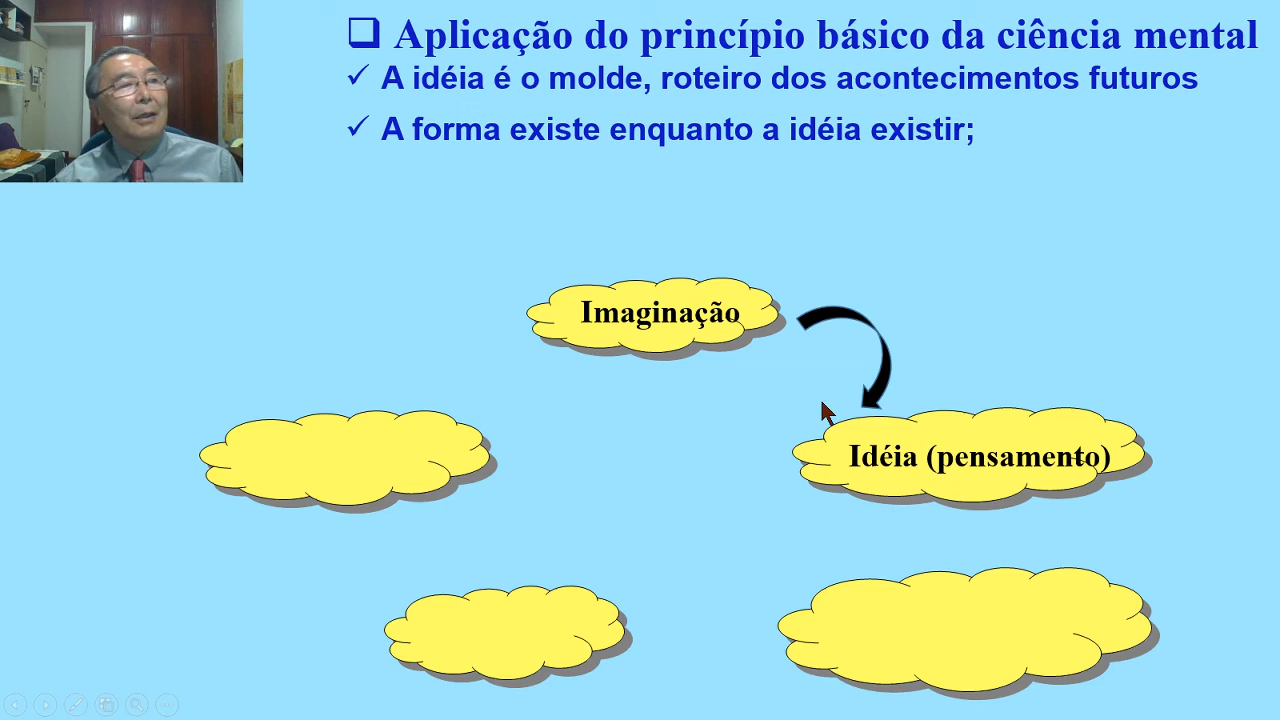 Aplicação do princípio básico da ciência mental
A idéia é o molde, roteiro dos acontecimentos futuros
A forma existe enquanto a idéia existir;
Imaginação
Idéia (pensamento)